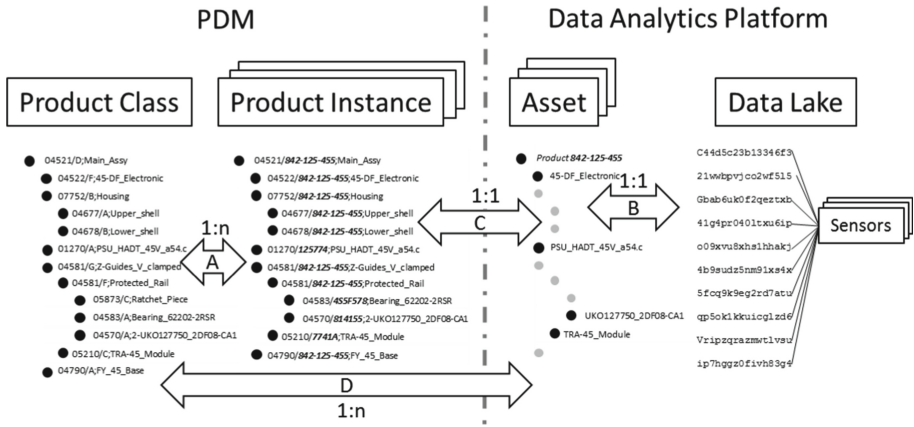 PDM
Data Analytics Platform
Product Class
Product Instance
Asset
Data Lake
04521/D;Main_Assy
04522/F;45-DF_Electronic
07752/B;Housing
04677/A;Upper_shell
04678/B;Lower_shell
01270/A;PSU_HADT_45V_a54.c
04581/G;Z-Guides_V_clamped
04581/F;Protected_Rail
05873/C;Ratchet_Piece
04583/A;Bearing_62202-2RSR
04570/A;2-UKO127750_2DF08-CA1
05210/C;TRA-45_Module
04790/A;FY_45_Base
1:n
A
04521/842-125-455;Main_Assy
04522/842-125-455;45-DF_Electronic
07752/842-125-455;Housing
04677/842-125-455;Upper_shell
04678/842-125-455;Lower_shell
01270/125774;PSU_HADT_45V_a54.c
04581/842-125-455;Z-Guides_V_clamped
04581/842-125-455;Protected_Rail
04583/4S5F578;Bearing_62202-2RSR
04570/814155;2-UKO127750_2DF08-CA1
05210/7741A;TRA-45_Module
04790/842-125-455;FY_45_Base
1:1
C
Product 842-125-455
45-DF_Electronic
PSU_HADT_45V_a54.c
UKO127750_2DF08-CA1
TRA-45_Module
1:1
B
C44d5c23b13346f3
21wwbpvjco2wf515
Gbab6uk0f2qeztxb
41g4pr0401txu6ip
o09xvu8xhs1hhakj
4b9sudz5nm91xs4x
5fcq9k9eg2rd7atu
qp5ok1kkuicglzd6
Vripzqrazmwtlvsu
ip7hggz0fivh83g4
Sensors
D
1:n